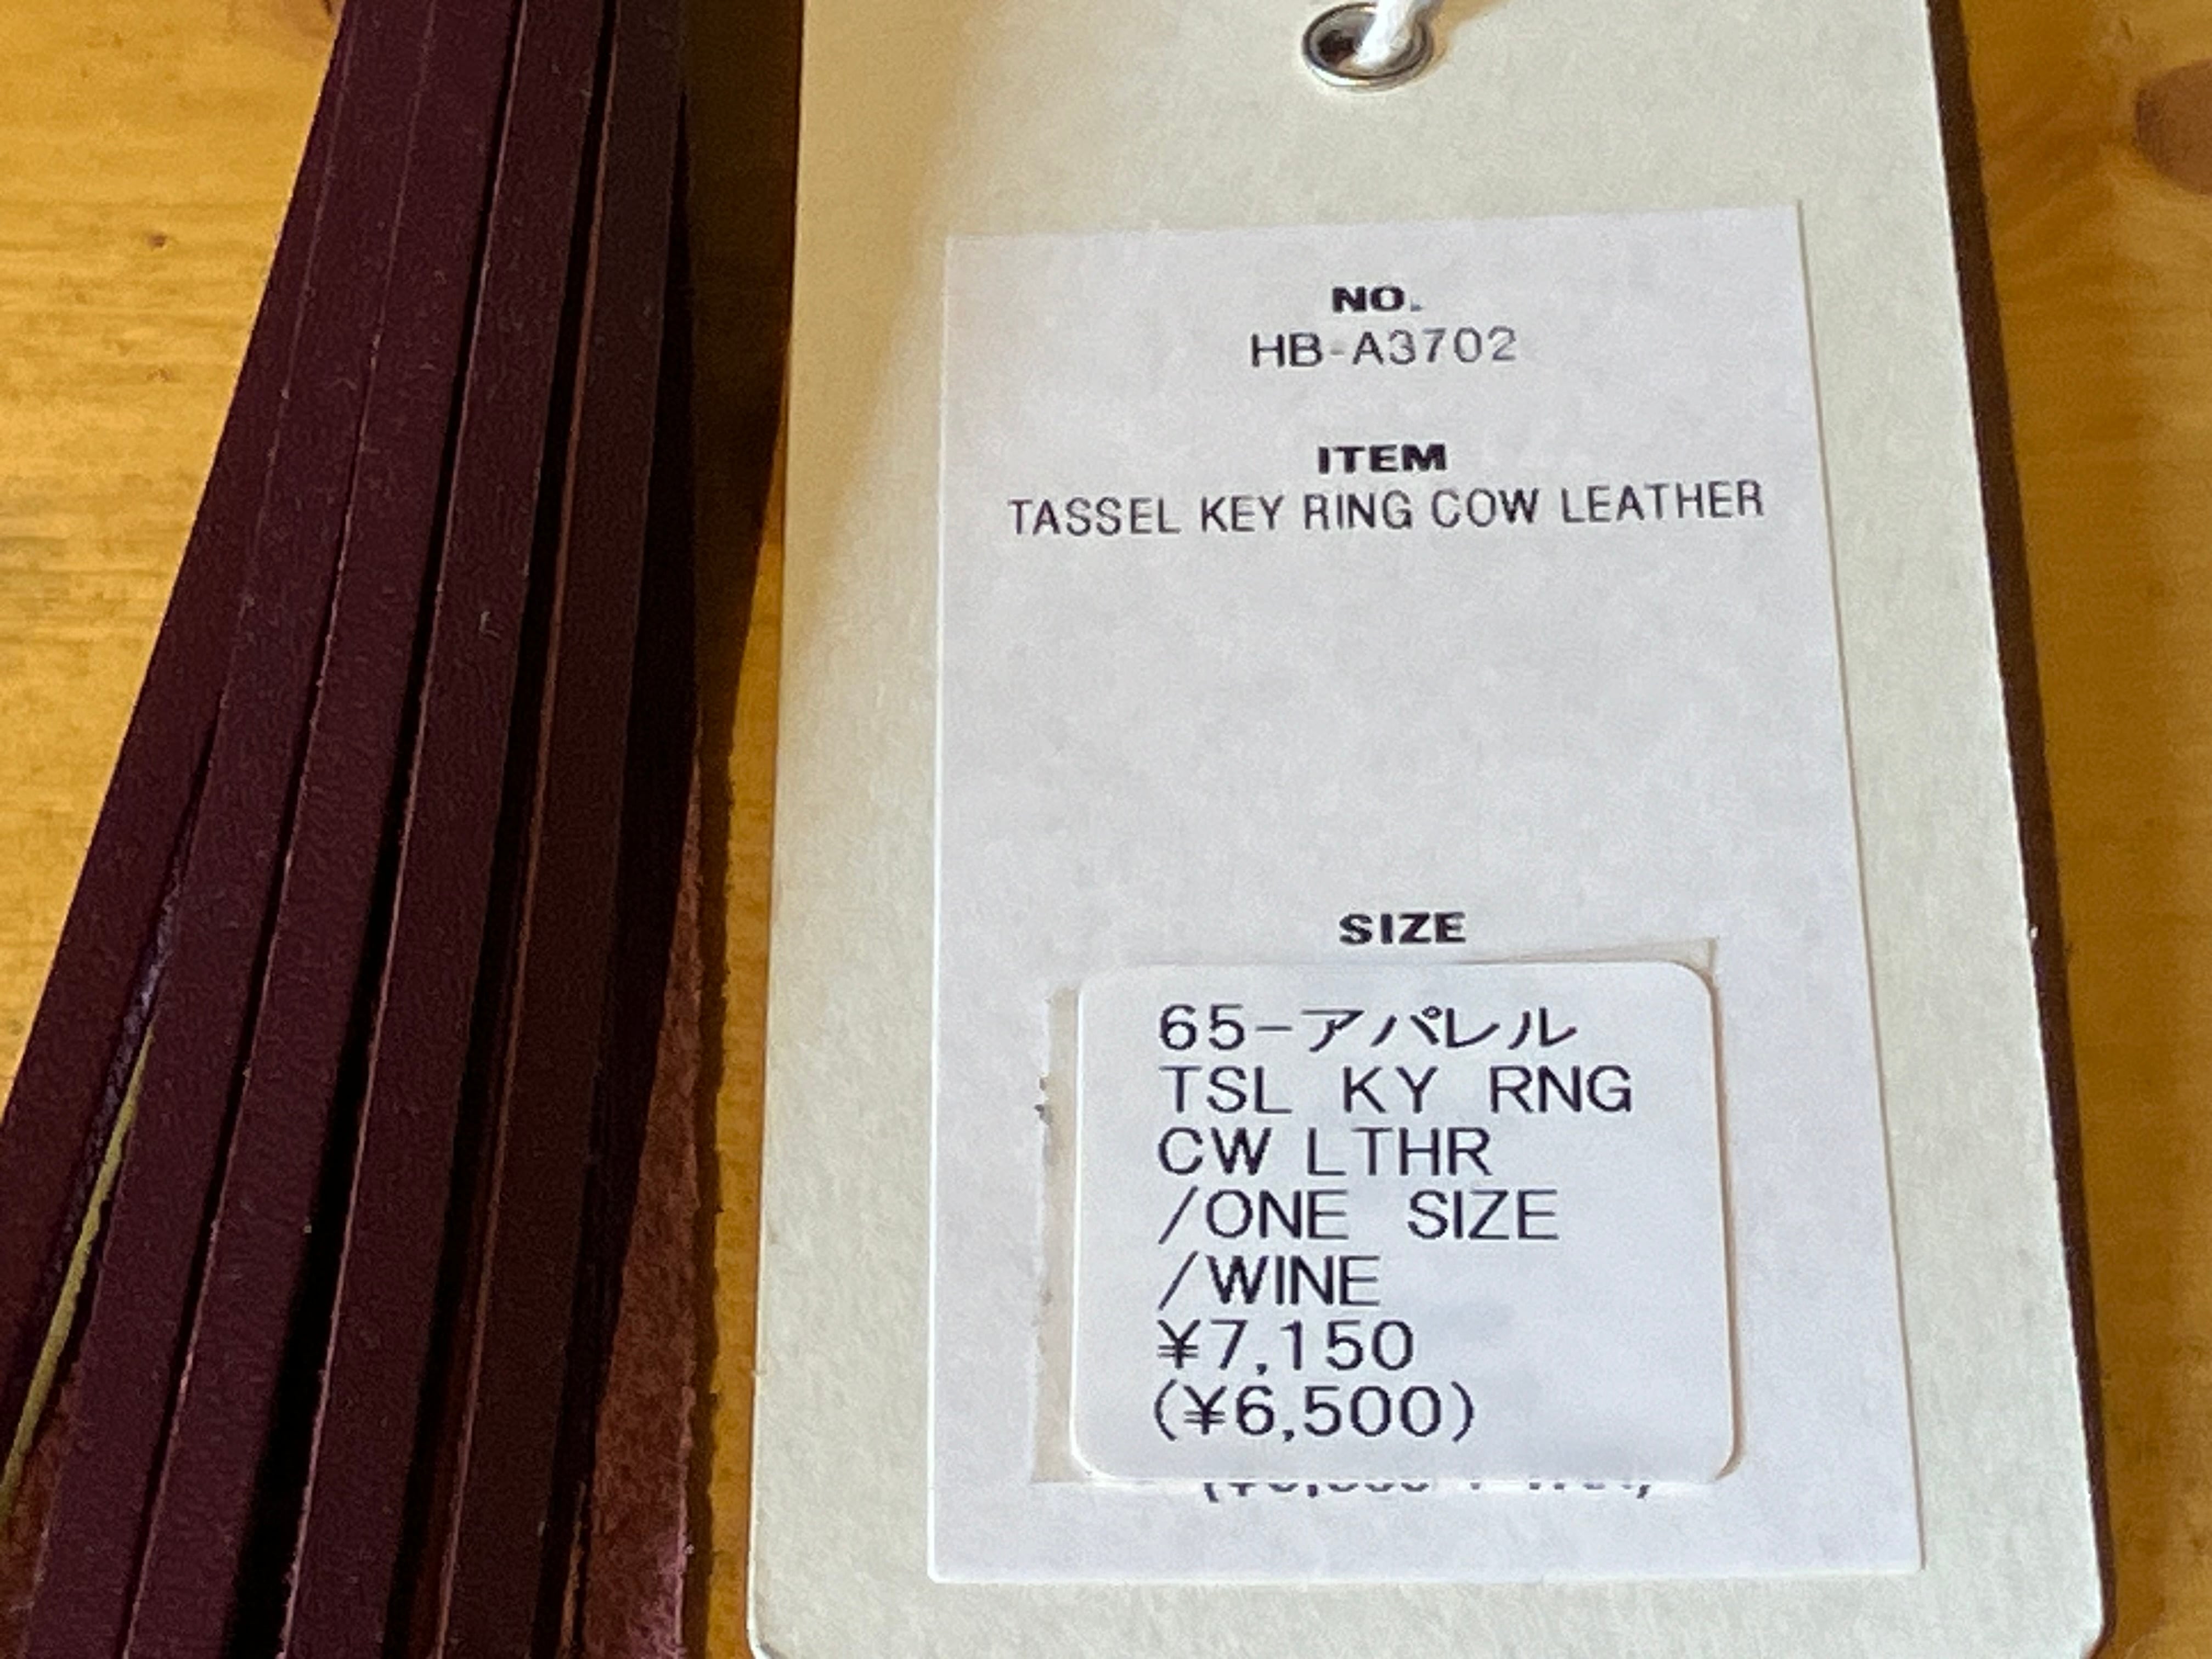 NO.
HB-A3702
ITEM
TASSEL KEY RING COW LEATHER
SIZE
65-アパレル
TSL KY RNG
CW LTHR
/ONE SIZE
/WINE
¥7,150
(¥6,500)